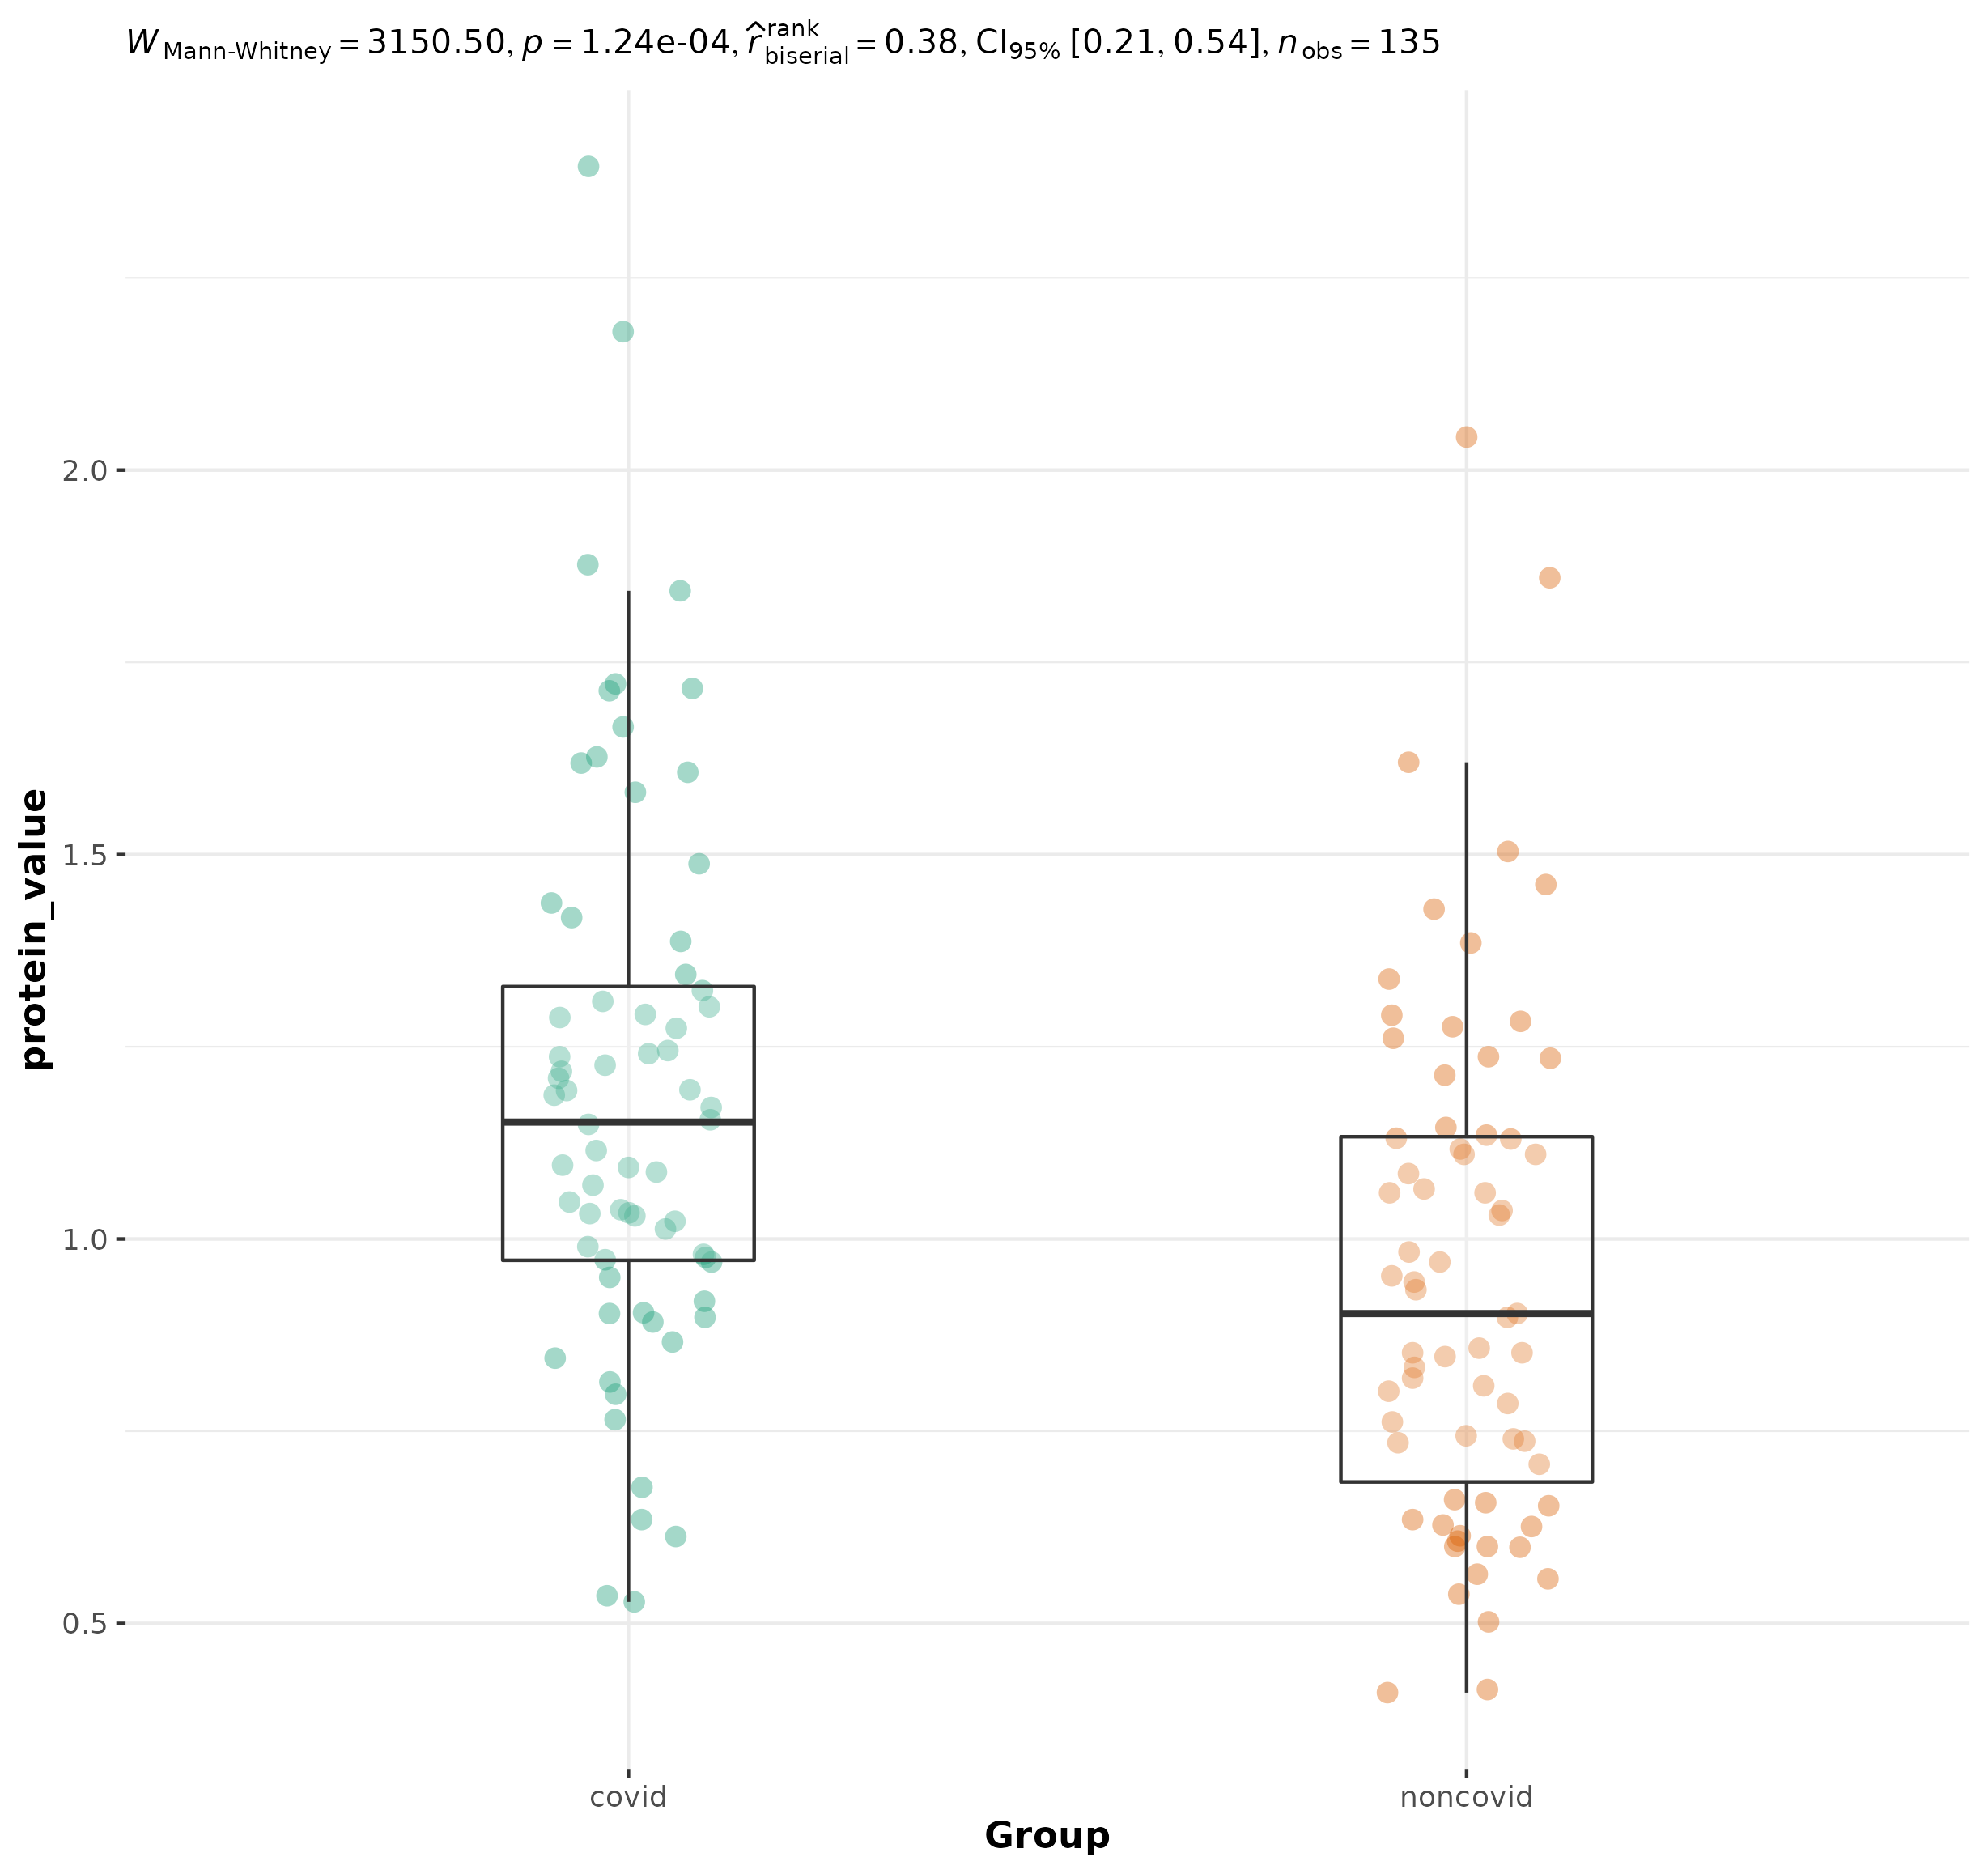 W Mann-Whitney = 3150.50, p = 1.24e-04, r̂ rank biserial = 0.38, CI95% [0.21, 0.54], n obs = 135
protein_value
2.0
1.5
1.0
0.5
covid noncovid
Group